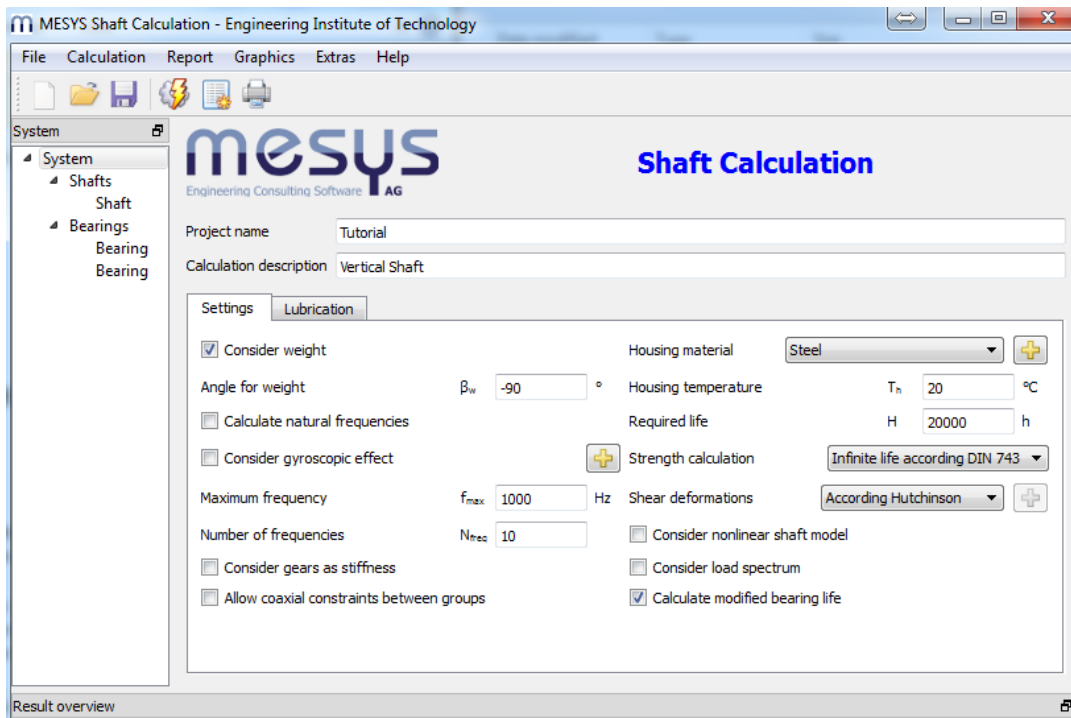 MESYS Shaft Calculation - Engineering Institute of Technology
File Calculation Report Graphics Extras Help
System
System
Shafts
Shaft
Bearings
Bearing
Bearing
mesys
Engineering Consulting Software AG
Shaft Calculation
Project name Tutorial
Calculation description Vertical Shaft
Settings Lubrication
Consider weight Housing material Steel
Angle for weight βw -90 ° Housing temperature Th 20 °C
Calculate natural frequencies Required life H 20000 h
Consider gyroscopic effect Strength calculation Infinite life according DIN 743
Maximum frequency fmax 1000 Hz Shear deformations According Hutchinson
Number of frequencies Nfreq 10 Consider nonlinear shaft model
Consider gears as stiffness Consider load spectrum
Allow coaxial constraints between groups Calculate modified bearing life
Result overview